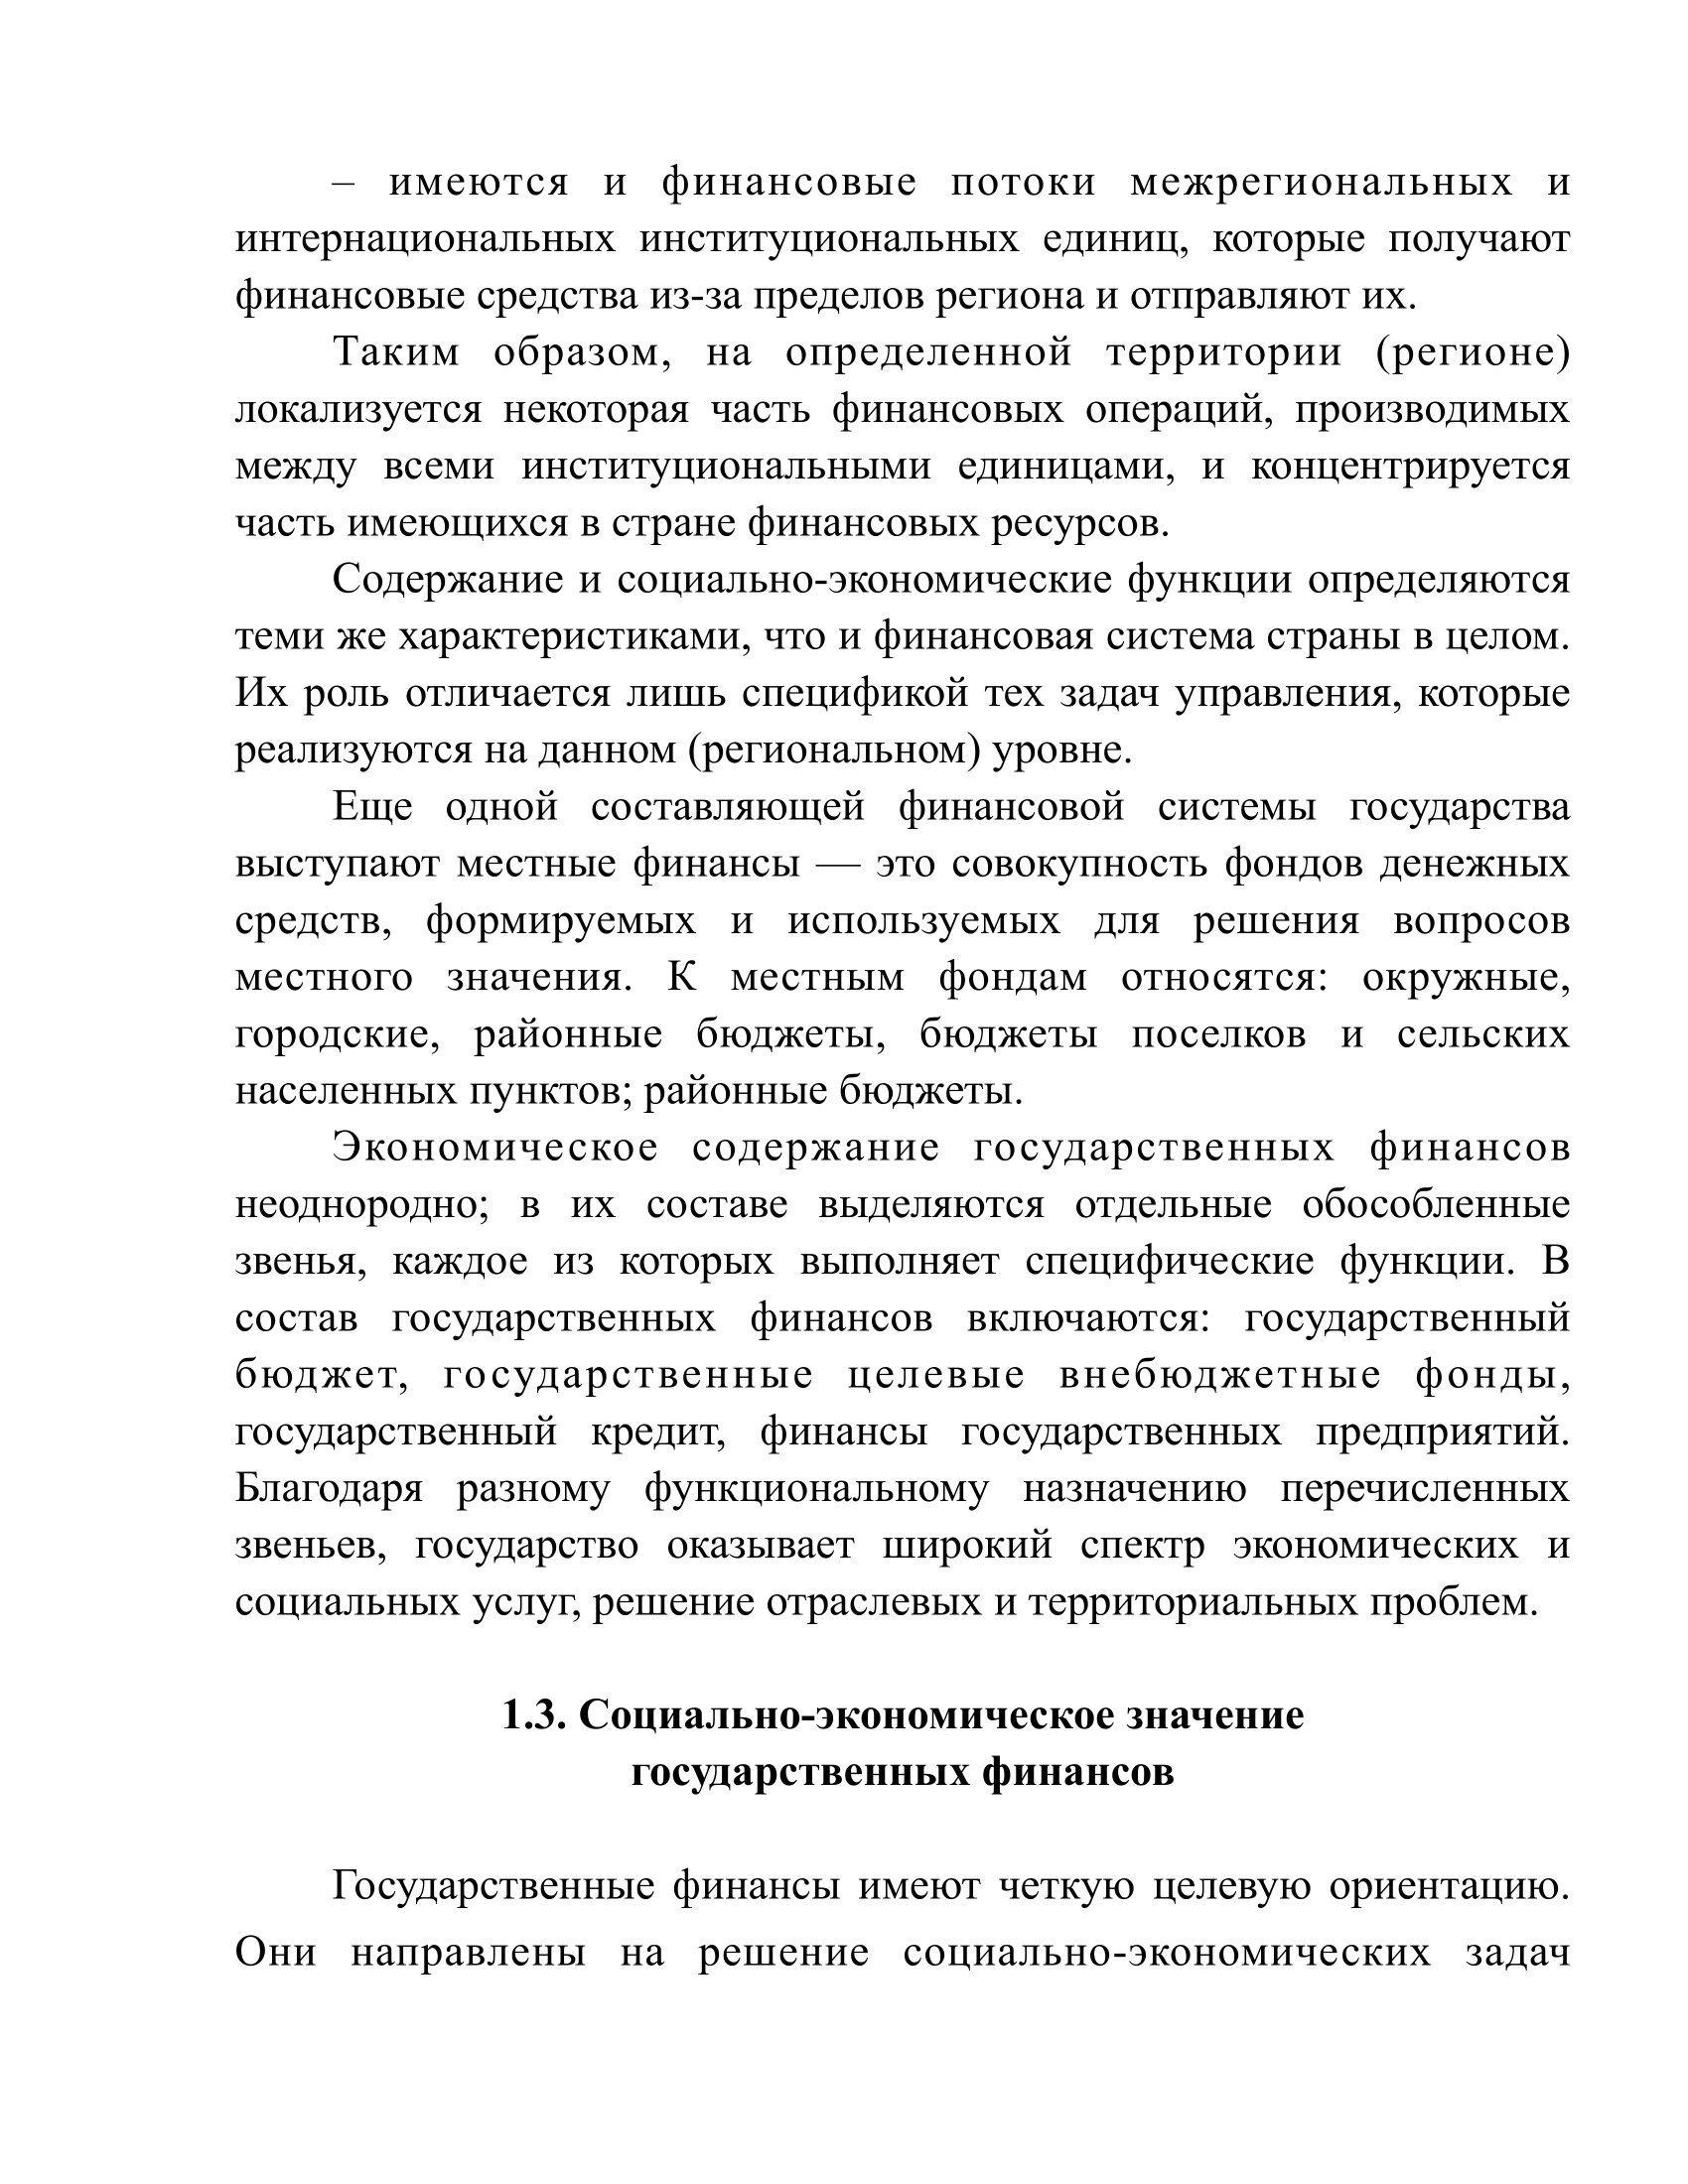 – имеются и финансовые потоки межрегиональных и
интернациональных институциональных единиц, которые получают
финансовые средства из-за пределов региона и отправляют их.
Таким образом, на определенной территории (регионе)
локализуется некоторая часть финансовых операций, производимых
между всеми институциональными единицами, и концентрируется
часть имеющихся в стране финансовых ресурсов.
Содержание и социально-экономические функции определяются
теми же характеристиками, что и финансовая система страны в целом.
Их роль отличается лишь спецификой тех задач управления, которые
реализуются на данном (региональном) уровне.
Еще одной составляющей финансовой системы государства
выступают местные финансы — это совокупность фондов денежных
средств, формируемых и используемых для решения вопросов
местного значения. К местным фондам относятся: окружные,
городские, районные бюджеты, бюджеты поселков и сельских
населенных пунктов; районные бюджеты.
Экономическое содержание государственных финансов
неоднородно; в их составе выделяются отдельные обособленные
звенья, каждое из которых выполняет специфические функции. В
состав государственных финансов включаются: государственный
бюджет, государственные целевые внебюджетные фонды,
государственный кредит, финансы государственных предприятий.
Благодаря разному функциональному назначению перечисленных
звеньев, государство оказывает широкий спектр экономических и
социальных услуг, решение отраслевых и территориальных проблем.
1.3. Социально-экономическое значение
государственных финансов
Государственные финансы имеют четкую целевую ориентацию.
Они направлены на решение социально-экономических задач